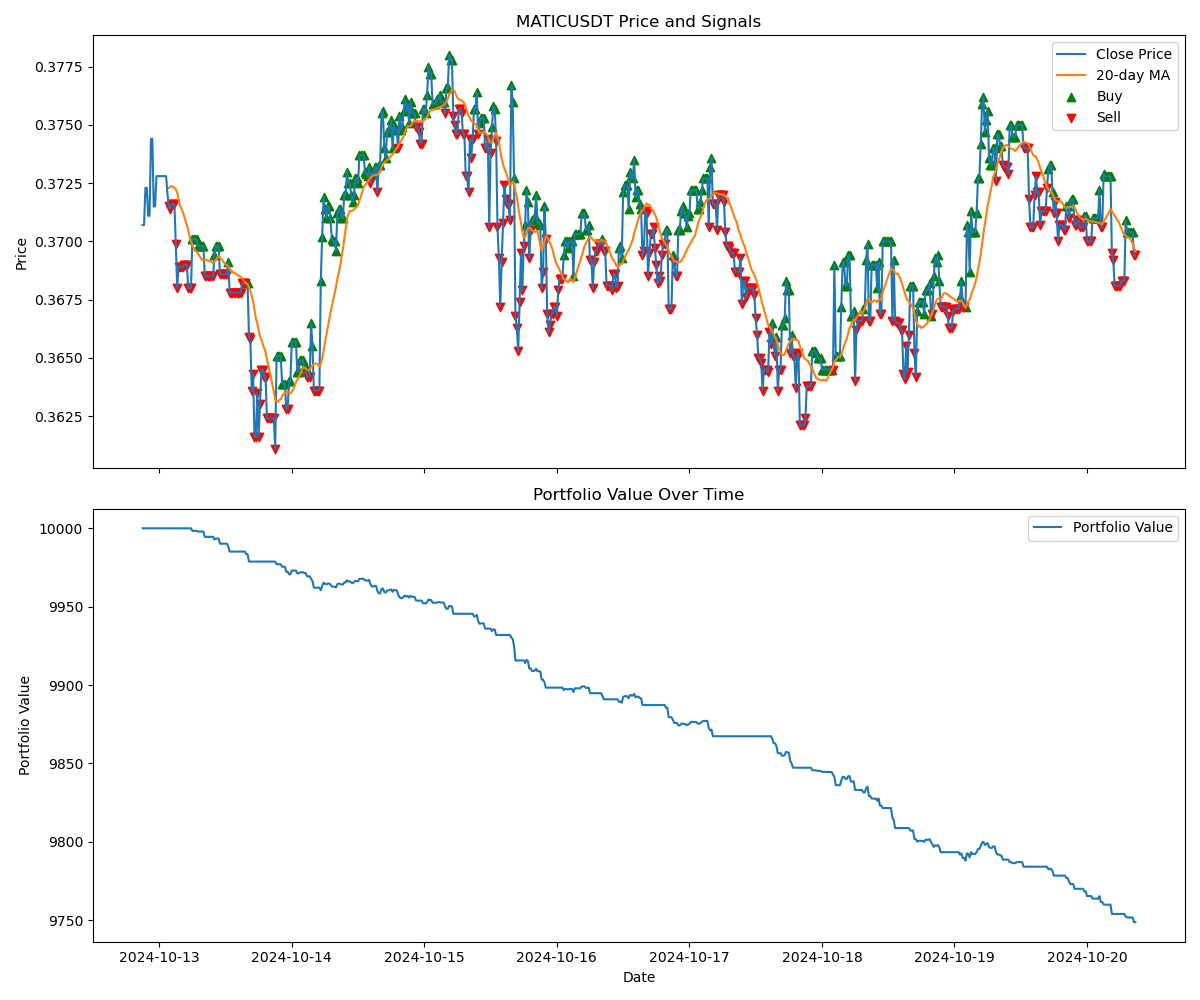 MATICUSDT Price and Signals
Price
0.3775
0.3750
0.3725
0.3700
0.3675
0.3650
0.3625
Close Price
20-day MA
Buy
Sell
Portfolio Value Over Time
Portfolio Value
10000
9950
9900
9850
9800
9750
Portfolio Value
2024-10-13 2024-10-14 2024-10-15 2024-10-16 2024-10-17 2024-10-18 2024-10-19 2024-10-20
Date